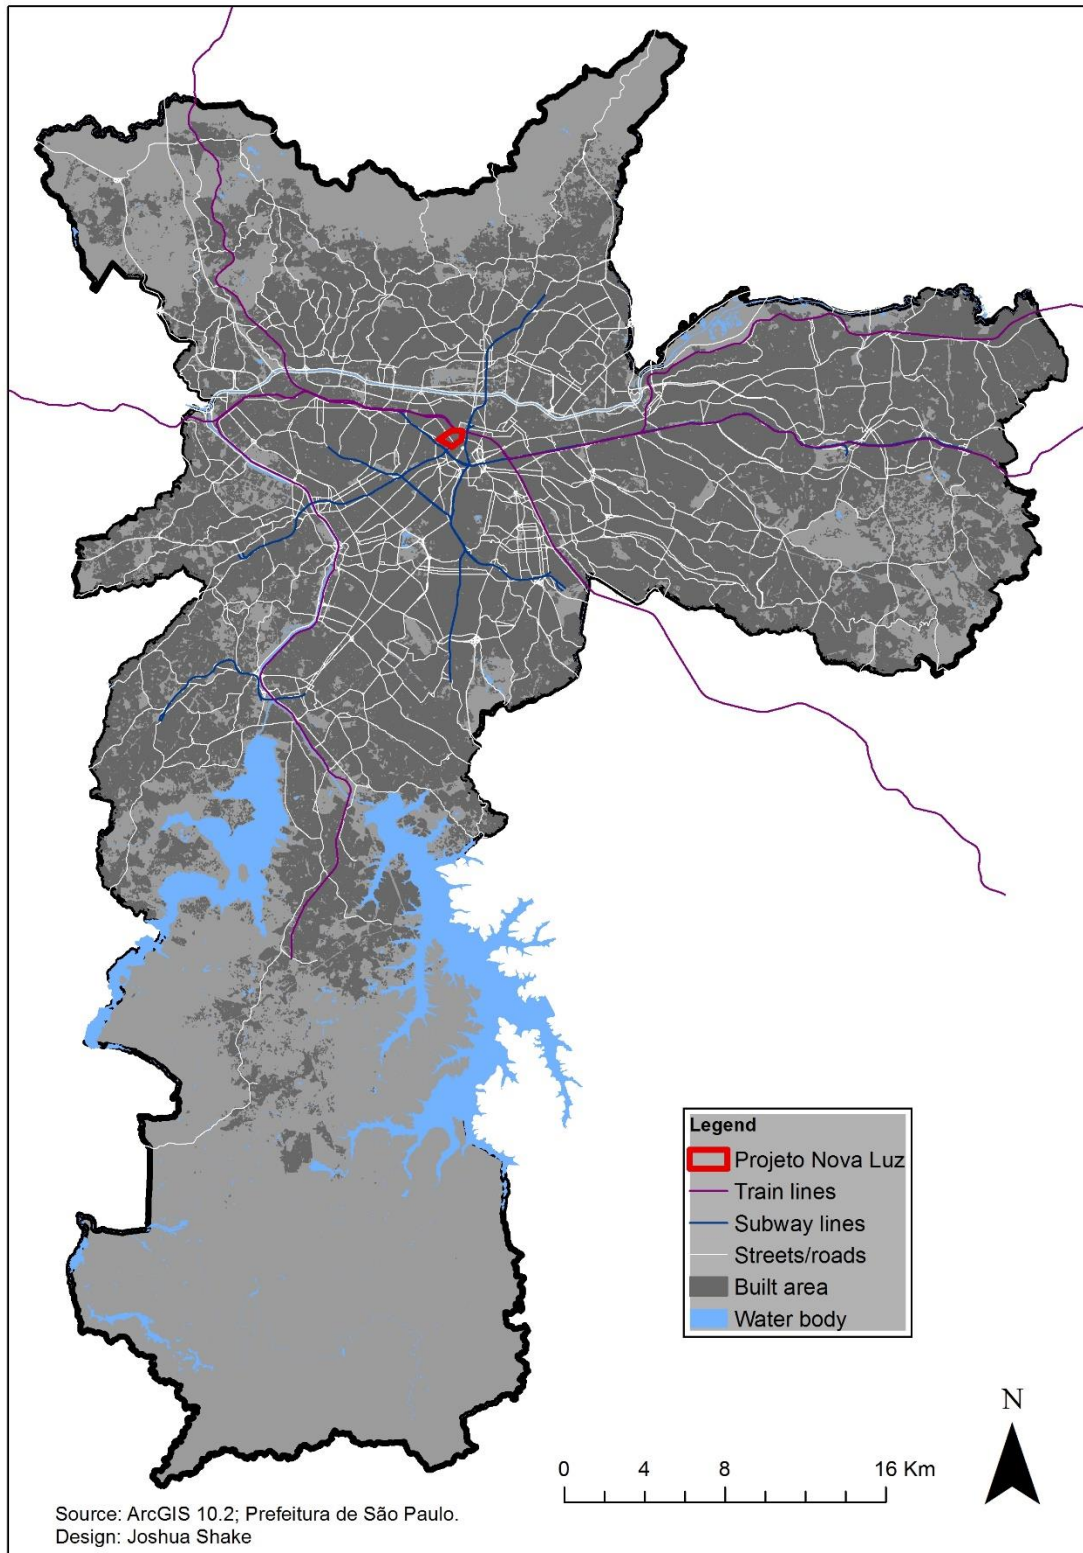 Legend
Projeto Nova Luz
Train lines
Subway lines
Streets/roads
Built area
Water body
N
0 4 8 16 Km
Source: ArcGIS 10.2; Prefeitura de São Paulo.
Design: Joshua Shake